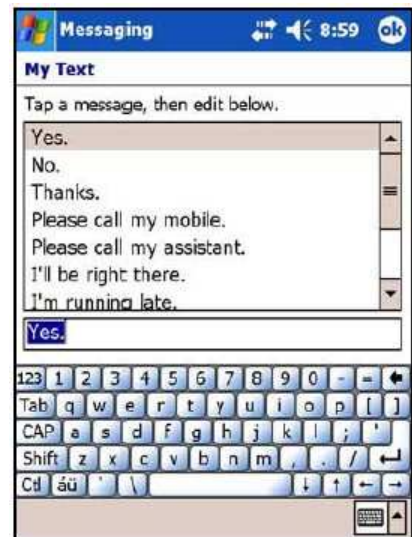 Messaging 8:59 ok
My Text
Tap a message, then edit below.
Yes.
No.
Thanks.
Please call my mobile.
Please call my assistant.
I'll be right there.
I'm running late.
Yes.
123 1 2 3 4 5 6 7 8 9 0 - =
Tab q w e r t y u i o p [ ]
CAP a s d f g h j k l ; '
Shift z x c v b n m , . /
Ctl áü ` \